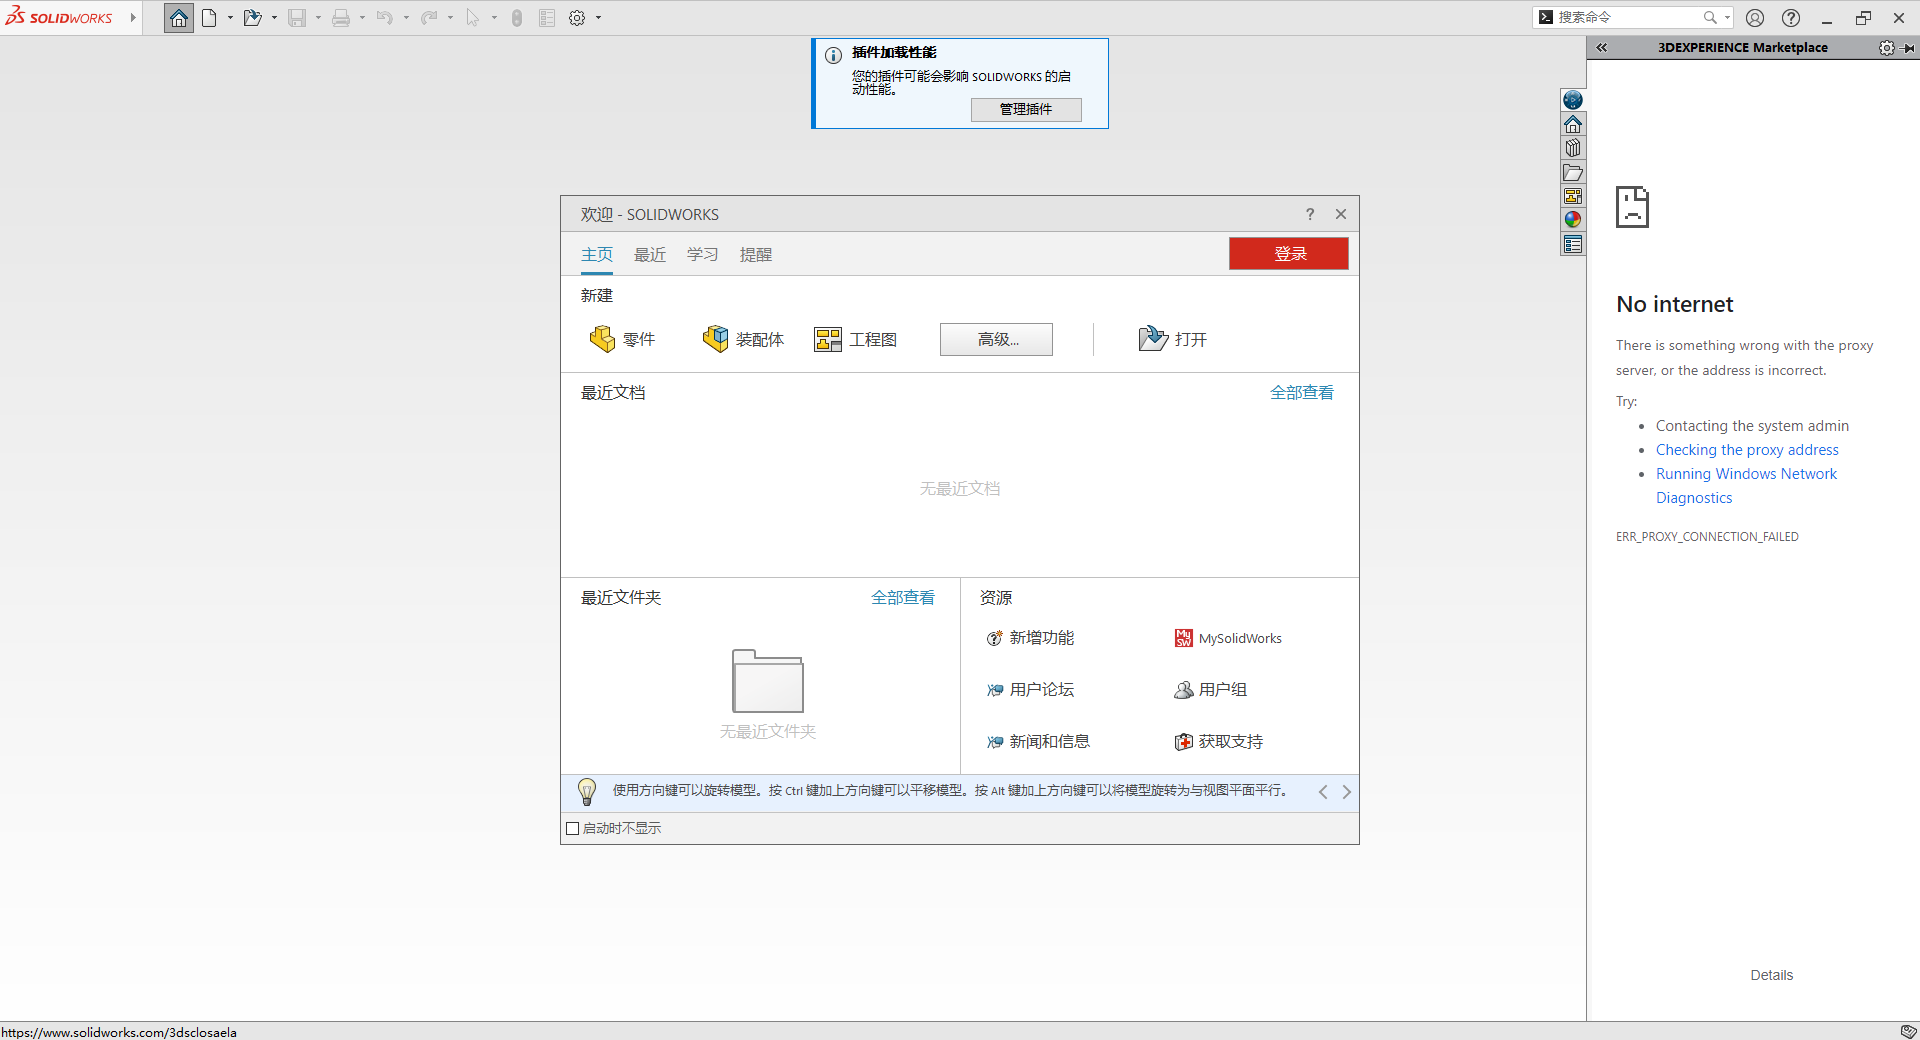 SOLIDWORKS
搜索命令
插件加载性能
您的插件可能会影响 SOLIDWORKS 的启
动性能。
管理插件
3DEXPERIENCE Marketplace
欢迎 - SOLIDWORKS
?
主页
最近
学习
提醒
登录
新建
零件
装配体
工程图
高级...
打开
最近文档
全部查看
无最近文档
最近文件夹
全部查看
无最近文件夹
资源
新增功能
MySolidWorks
用户论坛
用户组
新闻和信息
获取支持
使用方向键可以旋转模型。按 Ctrl 键加上方向键可以平移模型。按 Alt 键加上方向键可以将模型旋转为与视图平面平行。
启动时不显示
No internet
There is something wrong with the proxy
server, or the address is incorrect.
Try:
• Contacting the system admin
• Checking the proxy address
• Running Windows Network
Diagnostics
ERR_PROXY_CONNECTION_FAILED
Details
https://www.solidworks.com/3dsclosaela